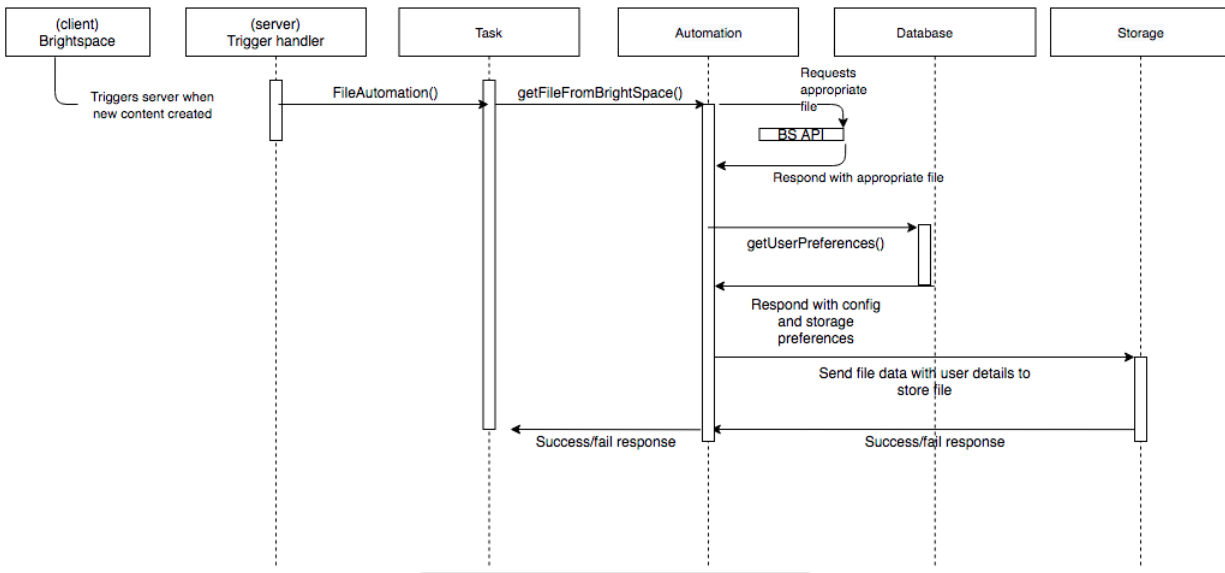 (client)
Brightspace
(server)
Trigger handler
Task
Automation
Database
Storage
Triggers server when
new content created
FileAutomation()
getFileFromBrightSpace()
Requests
appropriate
file
BS API
Respond with appropriate file
getUserPreferences()
Respond with config
and storage
preferences
Send file data with user details to
store file
Success/fail response
Success/fail response